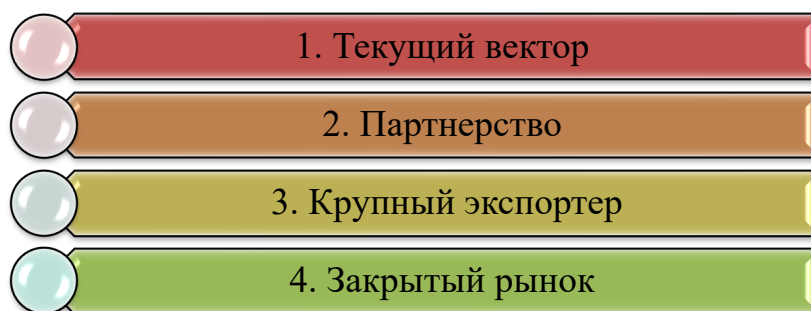 1. Текущий вектор
2. Партнерство
3. Крупный экспортер
4. Закрытый рынок